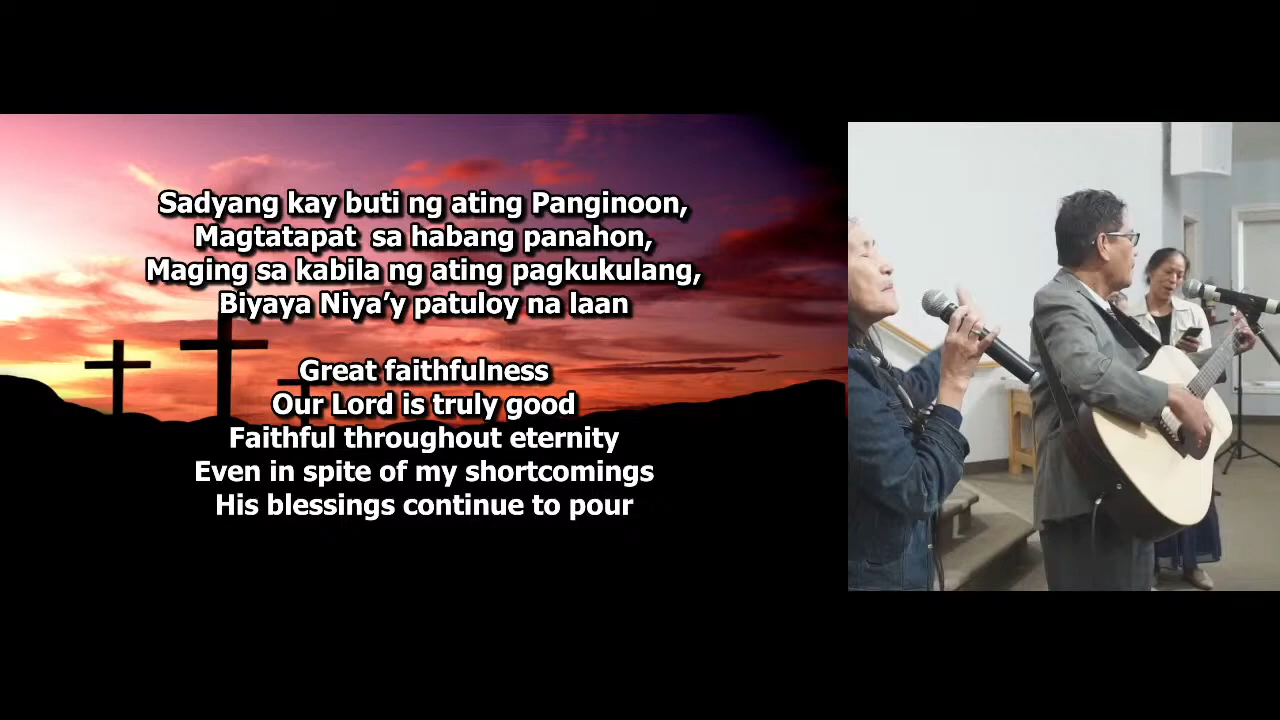 Sadyang kay buti ng ating Panginoon,
Magtatapat  sa habang panahon,
Maging sa kabila ng ating pagkukulang,
Biyaya Niya’y patuloy na laan
Great faithfulness
Our Lord is truly good
Faithful throughout eternity
Even in spite of my shortcomings
His blessings continue to pour